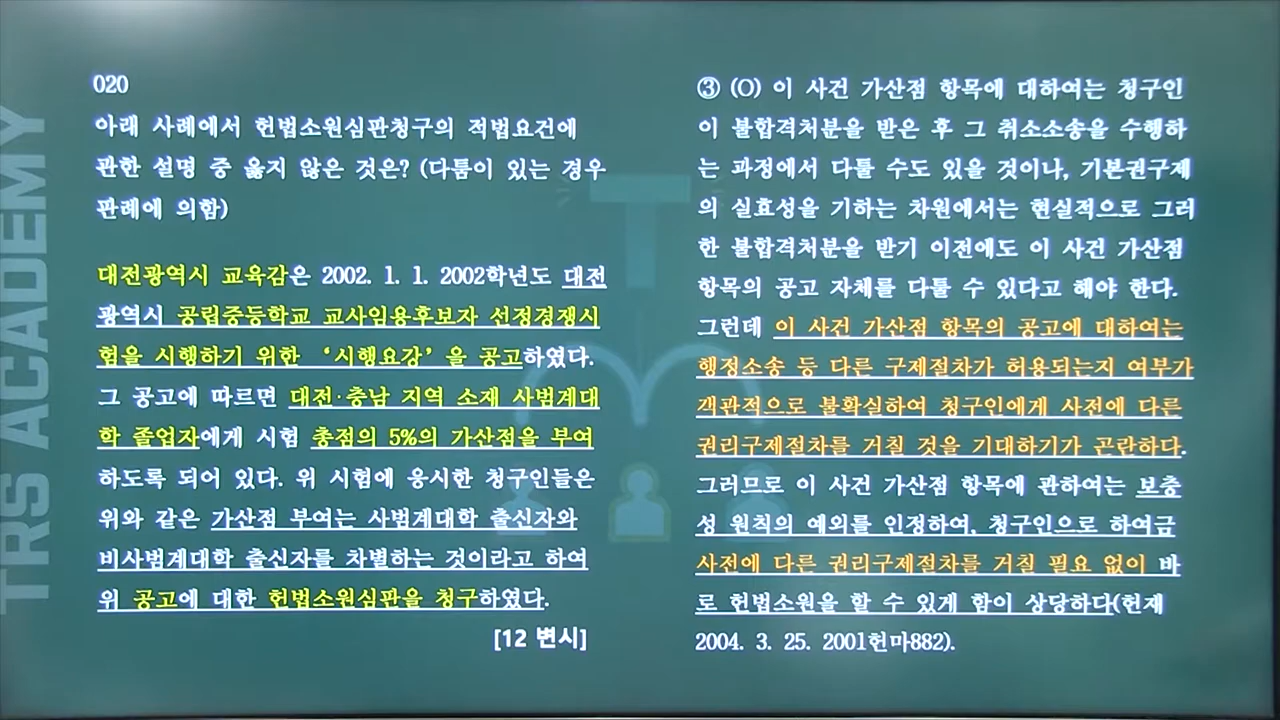 020
아래 사례에서 헌법소원심판청구의 적법요건에
관한 설명 중 옳지 않은 것은? (다툼이 있는 경우
판례에 의함)
대전광역시 교육감은 2002. 1. 1. 2002학년도 대전
광역시 공립중등학교 교사임용후보자 선정경쟁시
험을 시행하기 위한 ‘시행요강’을 공고하였다.
그 공고에 따르면 대전·충남 지역 소재 사범계대
학 졸업자에게 시험 총점의 5%의 가산점을 부여
하도록 되어 있다. 위 시험에 응시한 청구인들은
위와 같은 가산점 부여는 사범계대학 출신자와
비사범계대학 출신자를 차별하는 것이라고 하여
위 공고에 대한 헌법소원심판을 청구하였다.
[12 변시]
③ (O) 이 사건 가산점 항목에 대하여는 청구인
이 불합격처분을 받은 후 그 취소소송을 수행하
는 과정에서 다툴 수도 있을 것이나, 기본권구제
의 실효성을 기하는 차원에서는 현실적으로 그러
한 불합격처분을 받기 이전에도 이 사건 가산점
항목의 공고 자체를 다툴 수 있다고 해야 한다.
그런데 이 사건 가산점 항목의 공고에 대하여는
행정소송 등 다른 구제절차가 허용되는지 여부가
객관적으로 불확실하여 청구인에게 사전에 다른
권리구제절차를 거칠 것을 기대하기가 곤란하다.
그러므로 이 사건 가산점 항목에 관하여는 보충
성 원칙의 예외를 인정하여, 청구인으로 하여금
사전에 다른 권리구제절차를 거칠 필요 없이 바
로 헌법소원을 할 수 있게 함이 상당하다(헌재
2004. 3. 25. 2001헌마882).
TRS ACADEMY